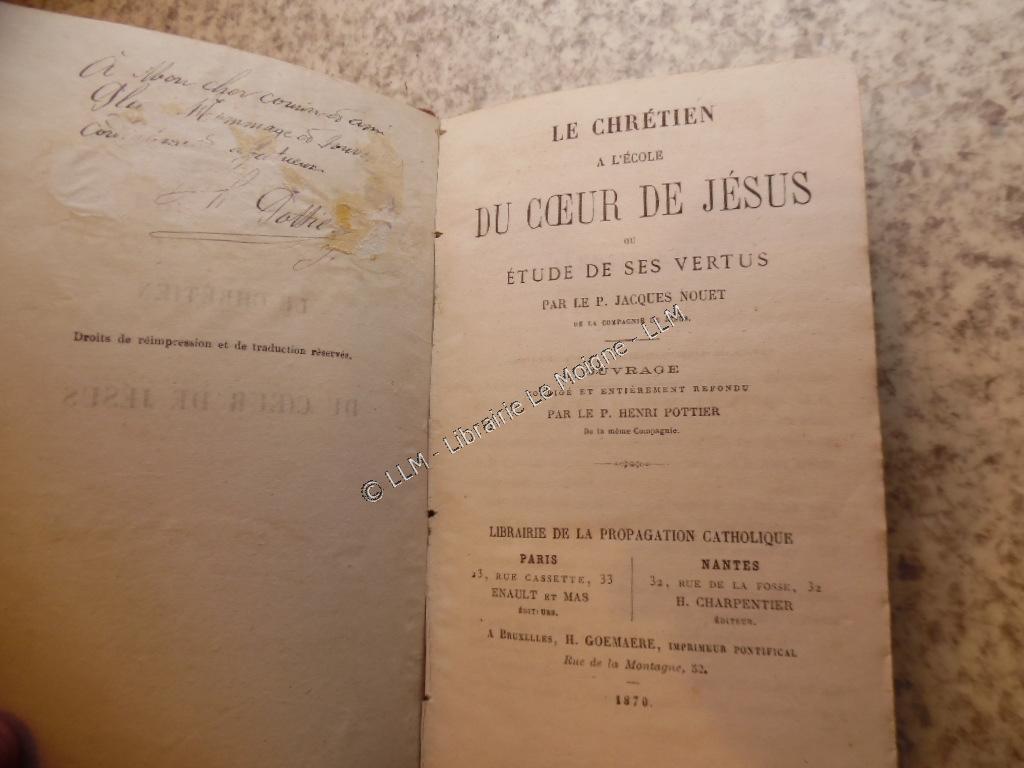 À Mon cher cousin & ami
Hommage de
Droits de réimpression et de traduction réservés.
LE CHRÉTIEN
A L'ÉCOLE
DU CŒUR DE JÉSUS
OU
ÉTUDE DE SES VERTUS
PAR LE P. JACQUES NOUET
DE LA COMPAGNIE
OUVRAGE
ET ENTIÈREMENT REFONDU
PAR LE P. HENRI POTTIER
De la même Compagnie.
LIBRAIRIE DE LA PROPAGATION CATHOLIQUE
PARIS
33, RUE CASSETTE, 33
ENAULT ET MAS
ÉDITEURS.
NANTES
32, RUE DE LA FOSSE, 32
H. CHARPENTIER
ÉDITEUR.
A BRUXELLES, H. GOEMAERE, IMPRIMEUR PONTIFICAL
Rue de la Montagne, 52.
1870.
© LLM - Librairie Le Moigne - LLM